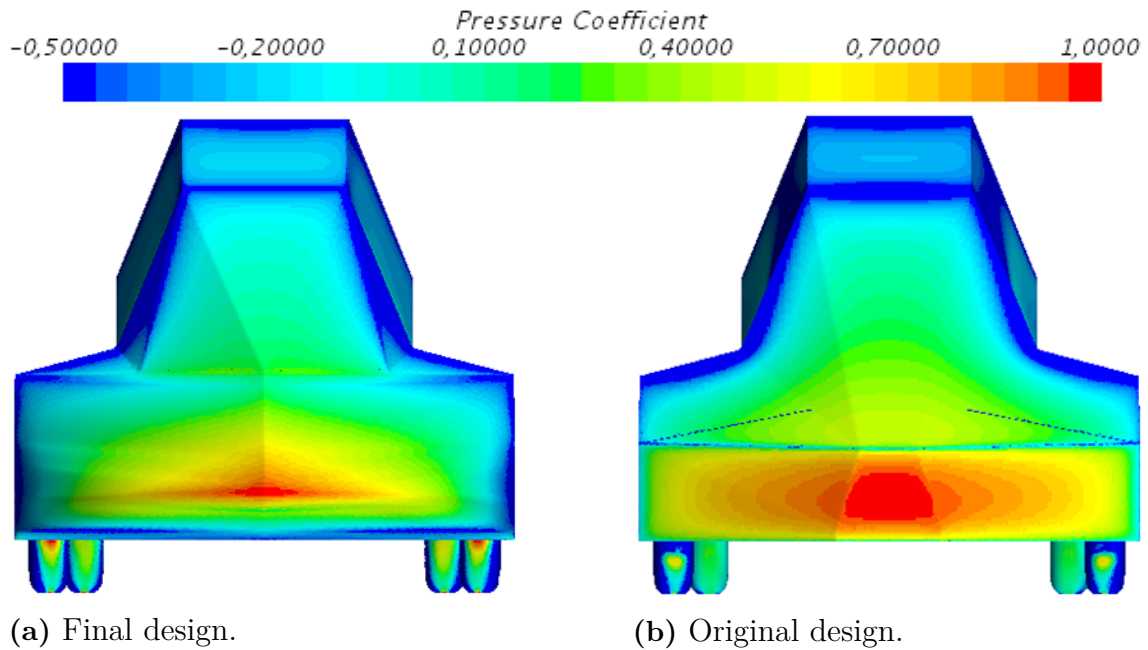 Pressure Coefficient
-0,50000 -0,20000 0,10000 0,40000 0,70000 1,0000
(a) Final design. (b) Original design.